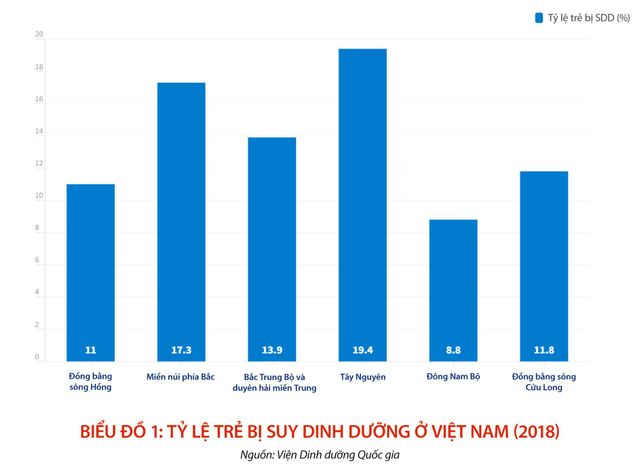 Tỷ lệ trẻ bị SDD (%)
20
18
16
14
12
10
8
6
4
2
0
11
17.3
13.9
19.4
8.8
11.8
Đồng bằng
sông Hồng
Miền núi phía Bắc
Bắc Trung Bộ và
duyên hải miền Trung
Tây Nguyên
Đông Nam Bộ
Đồng bằng sông
Cửu Long
BIỂU ĐỒ 1: TỶ LỆ TRẺ BỊ SUY DINH DƯỠNG Ở VIỆT NAM (2018)
Nguồn: Viện Dinh dưỡng Quốc gia